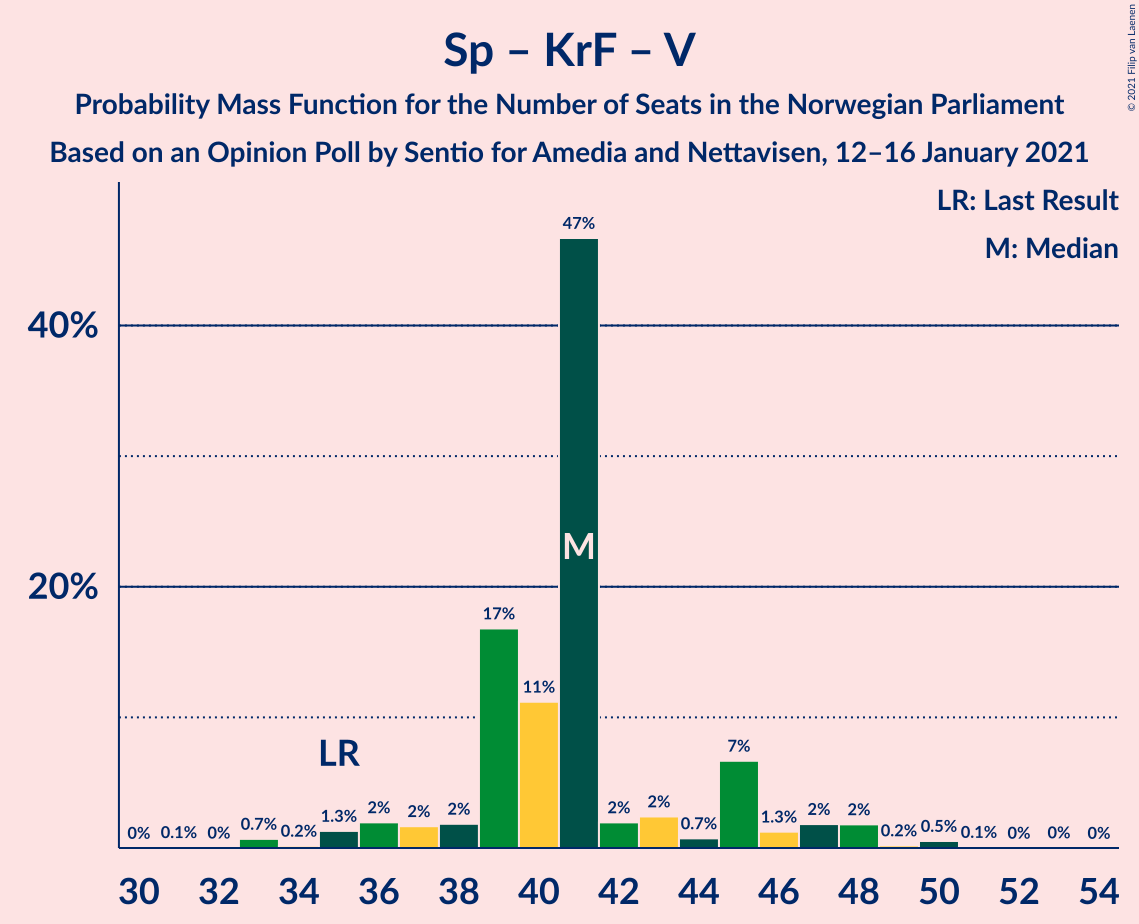 Sp – KrF – V
Probability Mass Function for the Number of Seats in the Norwegian Parliament
Based on an Opinion Poll by Sentio for Amedia and Nettavisen, 12–16 January 2021
© 2021 Filip van Laenen
LR: Last Result
M: Median
40%
20%
0% 0.1% 0% 0.7% 0.2% 1.3% 2% 2% 2% 17% 11% 47% 2% 2% 0.7% 7% 1.3% 2% 2% 0.2% 0.5% 0.1% 0% 0% 0%
LR
M
30 32 34 36 38 40 42 44 46 48 50 52 54